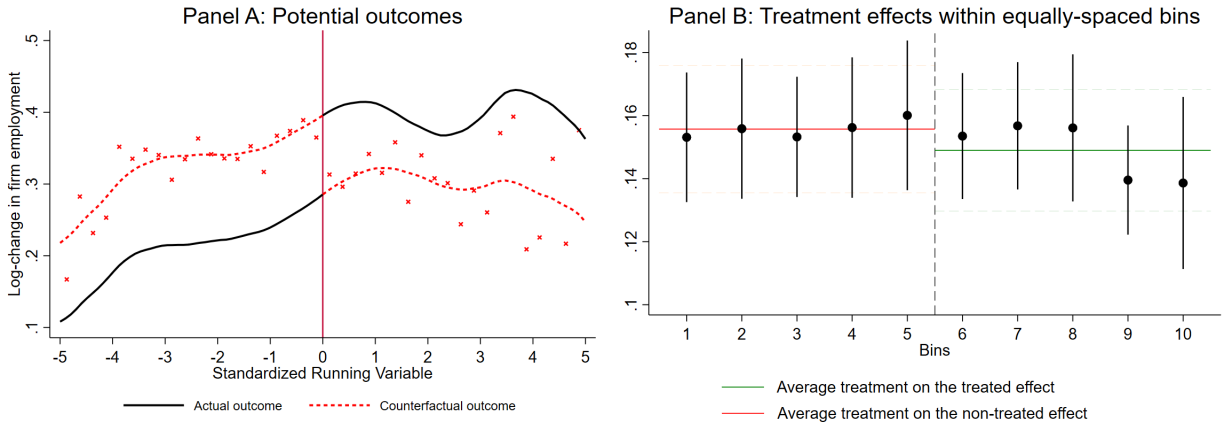 Panel A: Potential outcomes
Log-change in firm employment
.5
.4
.3
.2
.1
-5 -4 -3 -2 -1 0 1 2 3 4 5
Standardized Running Variable
Actual outcome
Counterfactual outcome
Panel B: Treatment effects within equally-spaced bins
.18
.16
.14
.12
.1
1 2 3 4 5 6 7 8 9 10
Bins
Average treatment on the treated effect
Average treatment on the non-treated effect